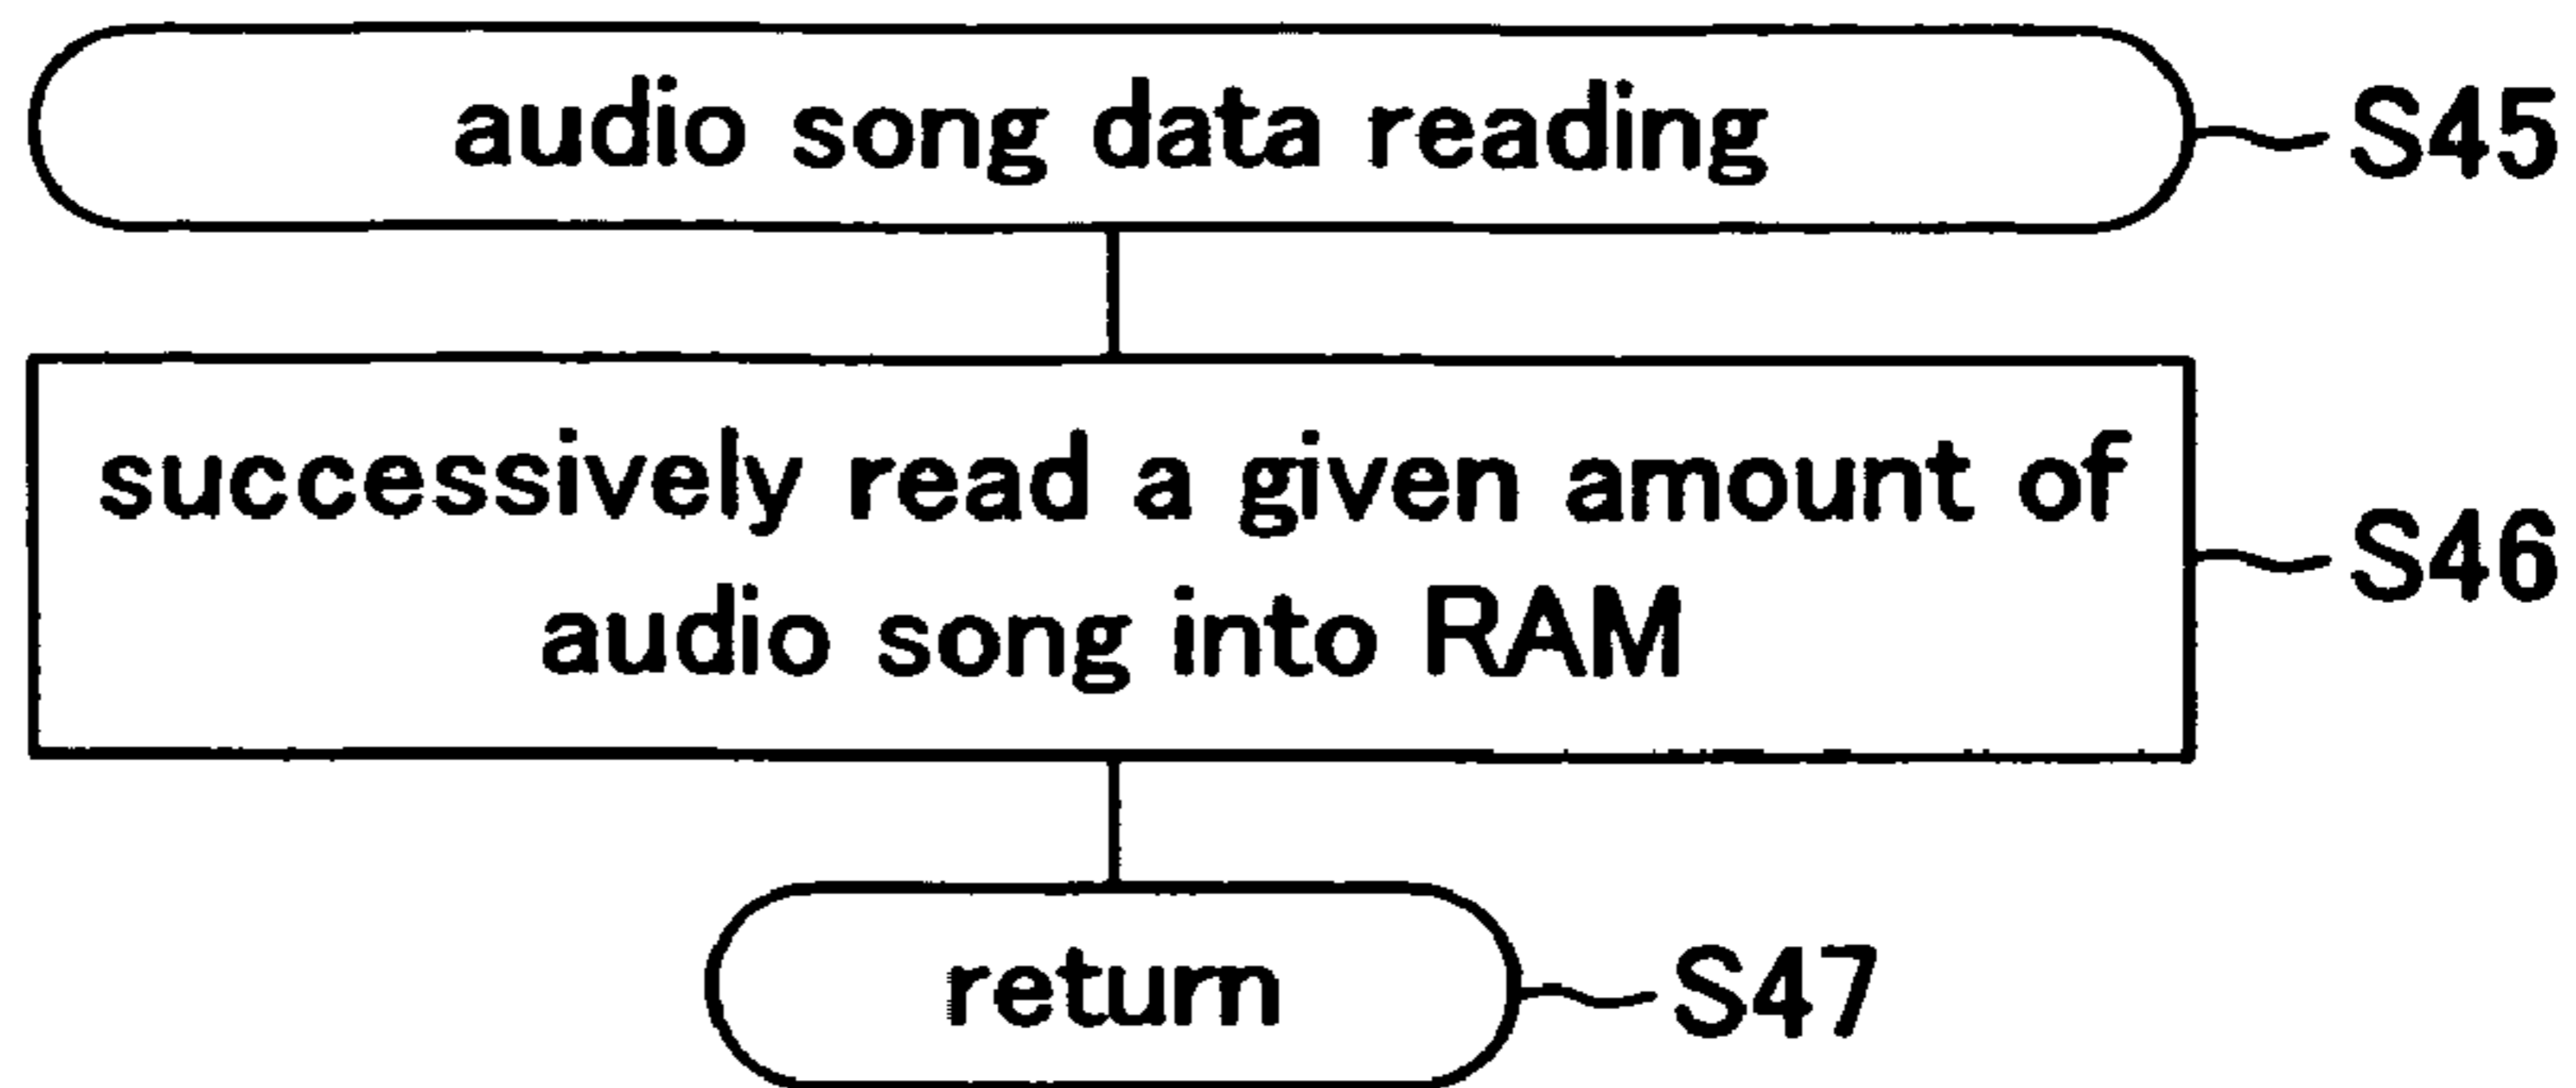 audio song data reading
S45
successively read a given amount of
audio song into RAM
S46
return
S47